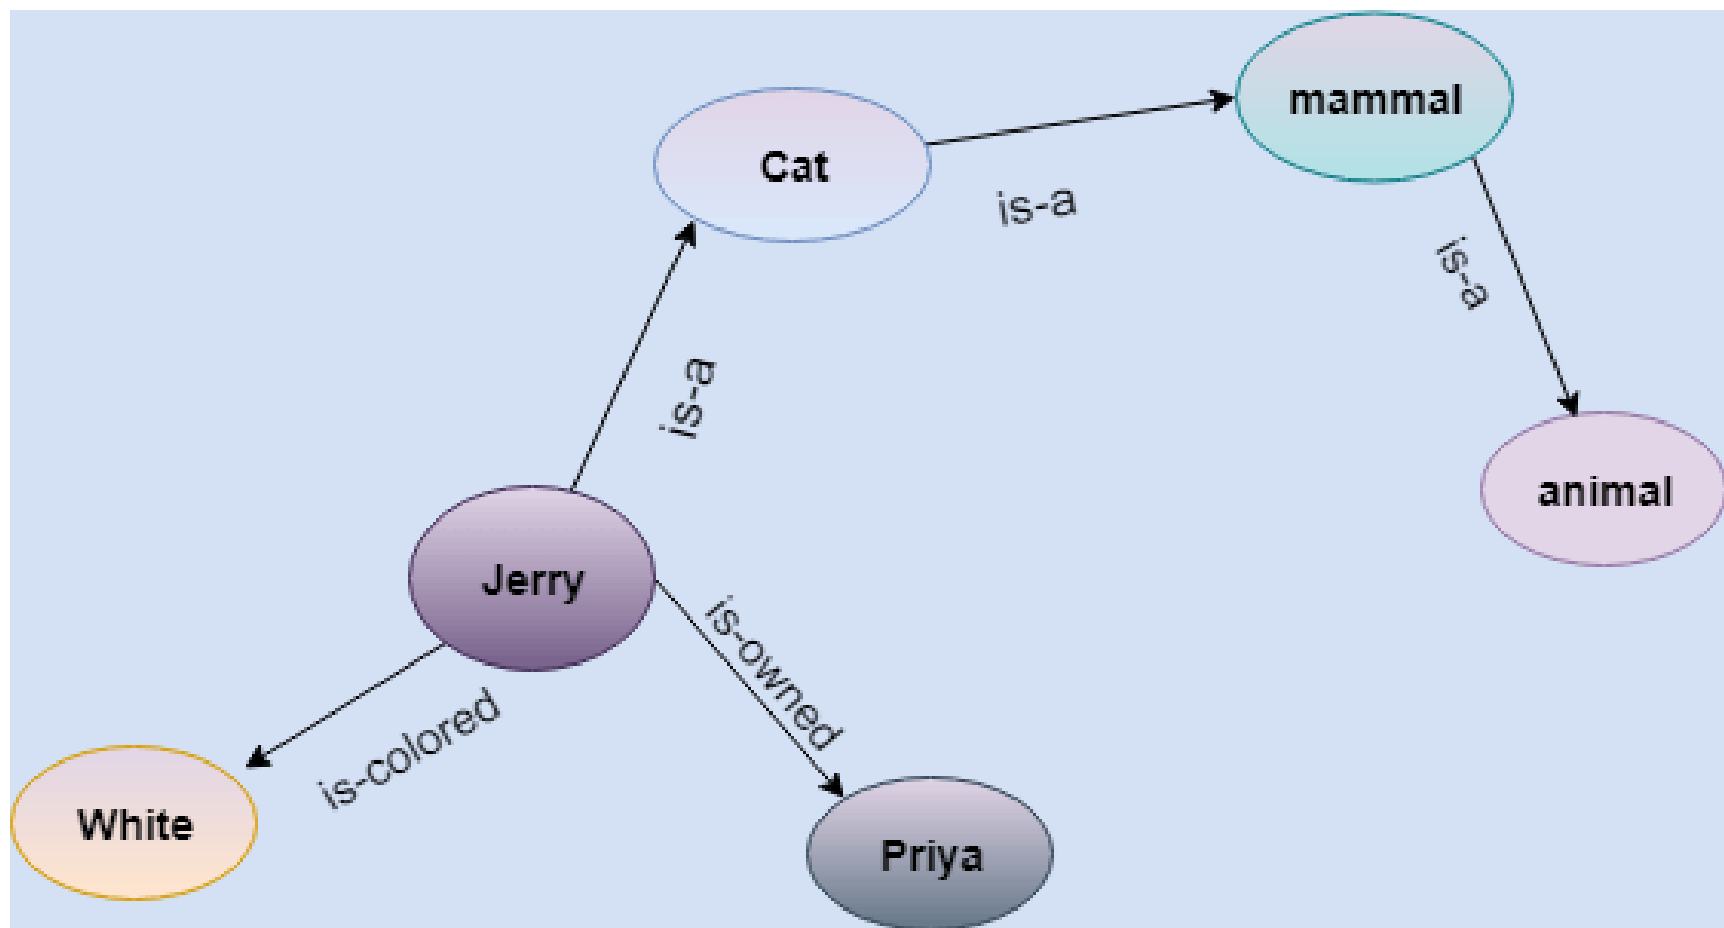 mammal
Cat
is-a
is-a
is-a
animal
Jerry
is-owned
is-colored
White
Priya